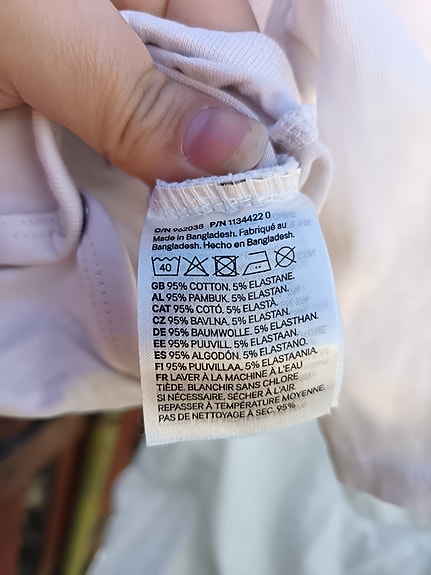 O/N 962038 P/N 1134422 0
Made in Bangladesh. Fabriqué au
Bangladesh. Hecho en Bangladesh.
40
GB 95% COTTON. 5% ELASTANE.
AL 95% PAMBUK. 5% ELASTAN.
CAT 95% COTÓ. 5% ELASTÀ.
CZ 95% BAVLNA. 5% ELASTAN.
DE 95% BAUMWOLLE. 5% ELASTHAN.
EE 95% PUUVILL. 5% ELASTAAN.
ES 95% ALGODÓN. 5% ELASTANO.
FI 95% PUUVILLAA. 5% ELASTAANIA.
FR LAVER À LA MACHINE À L'EAU
TIÈDE. BLANCHIR SANS CHLORE
SI NÉCESSAIRE. SÉCHER À L'AIR.
REPASSER À TEMPÉRATURE MOYENNE.
PAS DE NETTOYAGE À SEC. 95%